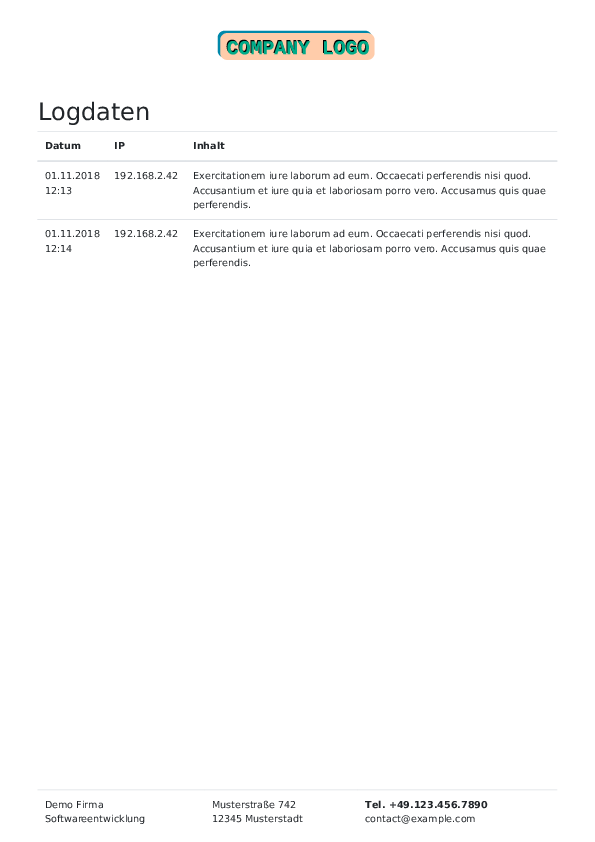 COMPANY LOGO
Logdaten
Datum IP Inhalt
01.11.2018 192.168.2.42 Exercitationem iure laborum ad eum. Occaecati perferendis nisi quod.
12:13 Accusantium et iure quia et laboriosam porro vero. Accusamus quis quae
perferendis.
01.11.2018 192.168.2.42 Exercitationem iure laborum ad eum. Occaecati perferendis nisi quod.
12:14 Accusantium et iure quia et laboriosam porro vero. Accusamus quis quae
perferendis.
Demo Firma Musterstraße 742 Tel. +49.123.456.7890
Softwareentwicklung 12345 Musterstadt contact@example.com